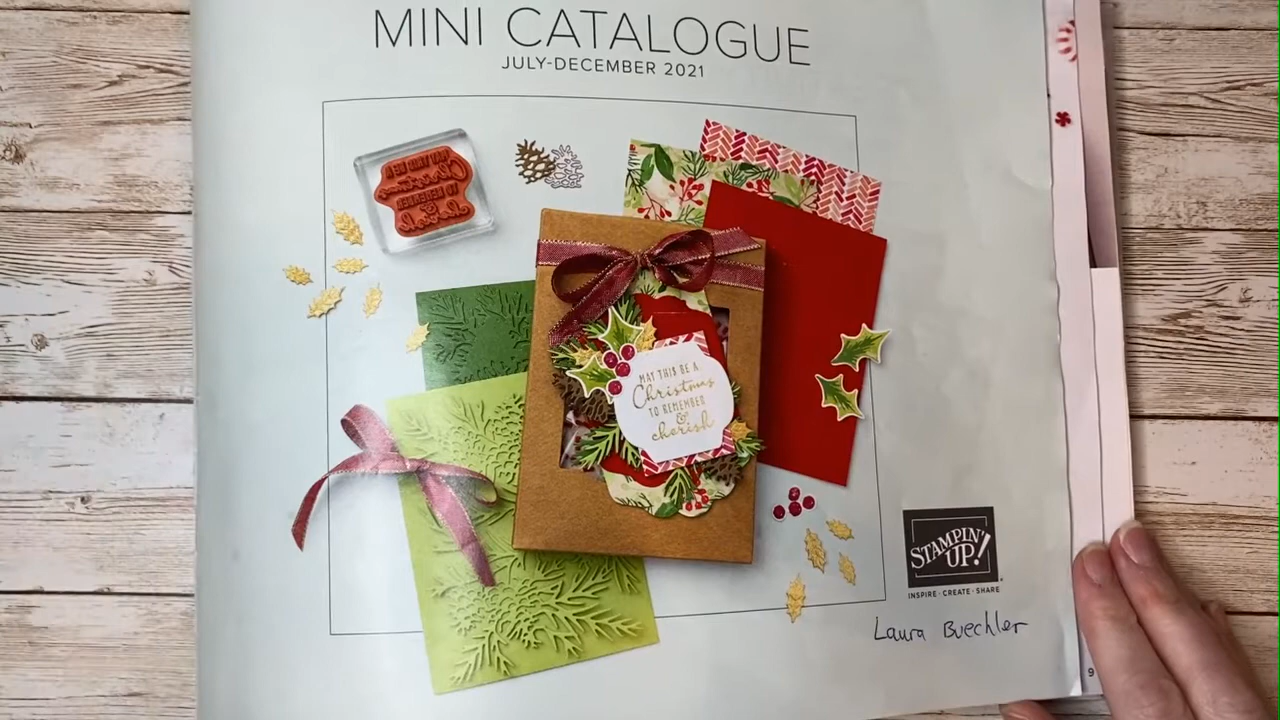 MINI CATALOGUE
JULY-DECEMBER 2021
MAY THIS BE A
Christmas
TO REMEMBER
&
cherish
STAMPIN'
UP!
INSPIRE · CREATE · SHARE
Laura Buechler
9